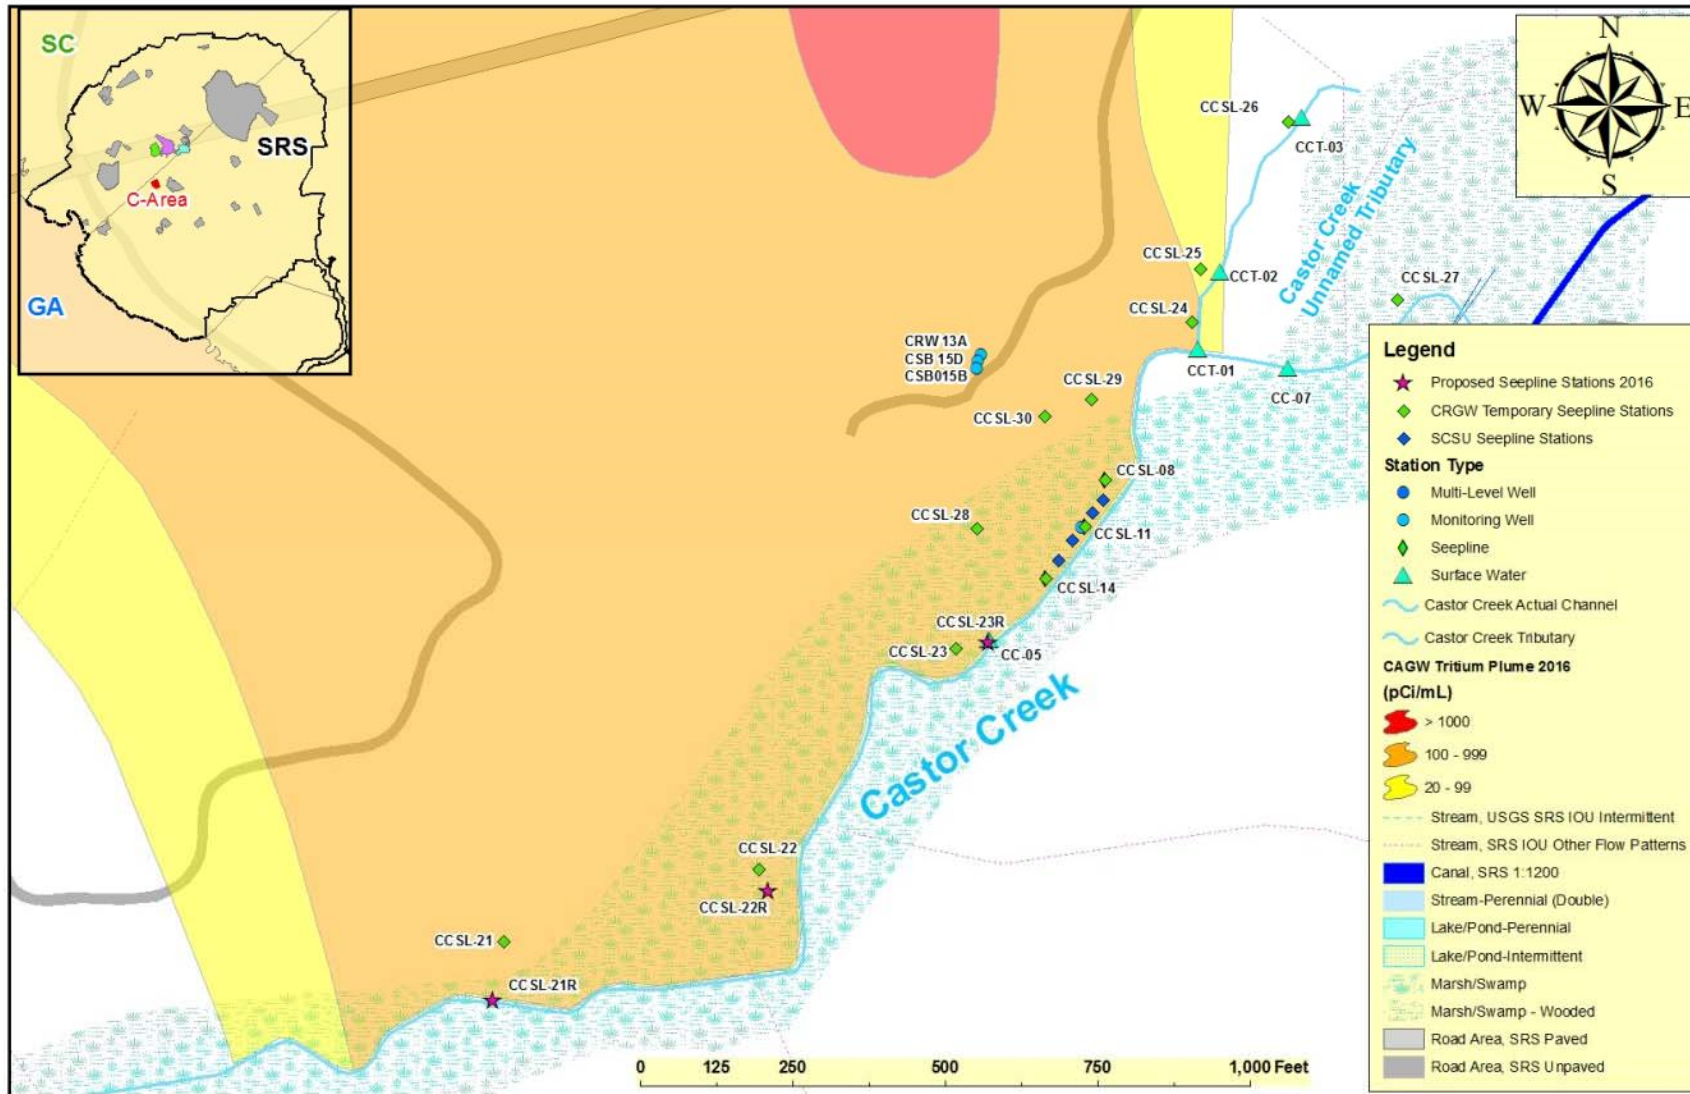 SC
SRS
C-Area
GA
N
W
E
S
CCSL-26
CCT-03
Castor Creek
Unnamed Tributary
CCSL-25
CCT-02
CCSL-27
CCSL-24
CCT-01
CC-07
CRW 13A
CSB 15D
CSB015B
CCSL-29
CCSL-30
CCSL-08
CCSL-28
CCSL-11
CCSL-14
CCSL-23R
CCSL-23
CC-05
Castor Creek
CCSL-22
CCSL-22R
CCSL-21
CCSL-21R
0 125 250 500 750 1,000 Feet
Legend
Proposed Seepline Stations 2016
CRGW Temporary Seepline Stations
SCSU Seepline Stations
Station Type
Multi-Level Well
Monitoring Well
Seepline
Surface Water
Castor Creek Actual Channel
Castor Creek Tributary
CAGW Tritium Plume 2016
(pCi/mL)
> 1000
100 - 999
20 - 99
Stream, USGS SRS IOU Intermittent
Stream, SRS IOU Other Flow Patterns
Canal, SRS 1:1200
Stream-Perennial (Double)
Lake/Pond-Perennial
Lake/Pond-Intermittent
Marsh/Swamp
Marsh/Swamp - Wooded
Road Area, SRS Paved
Road Area, SRS Unpaved